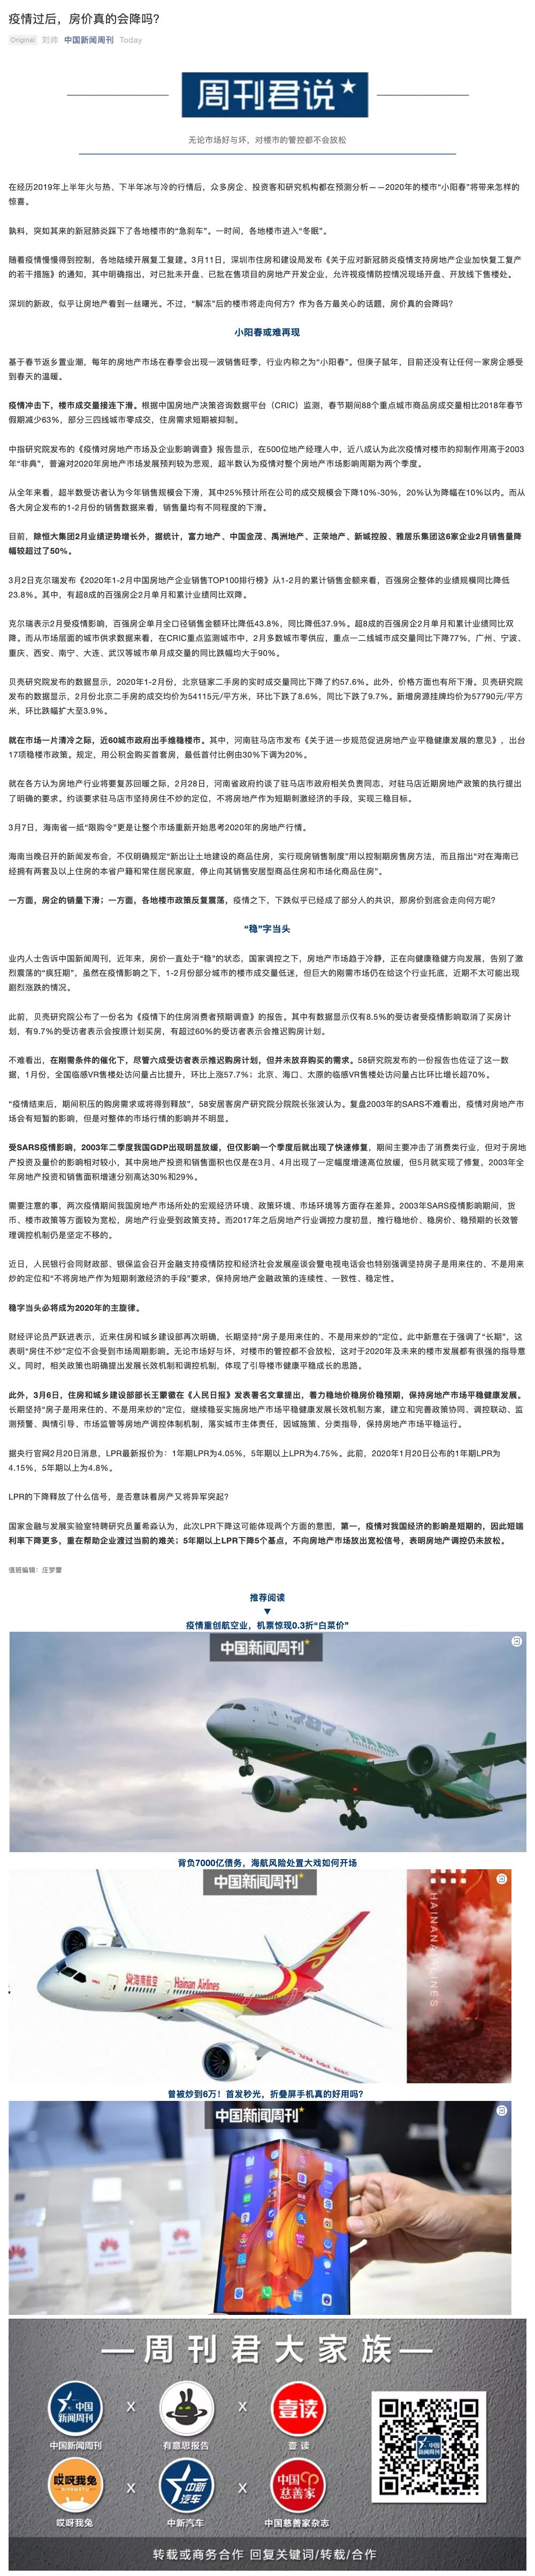 疫情过后，房价真的会降吗？
Original 刘帅 中国新闻周刊 Today
周刊君说
无论市场好与坏，对楼市的管控都不会放松
在经历2019年上半年火与热、下半年冰与冷的行情后，众多房企、投资客和研究机构都在预测分析——2020年的楼市“小阳春”将带来怎样的
惊喜。
孰料，突如其来的新冠肺炎踩下了各地楼市的“急刹车”。一时间，各地楼市进入“冬眠”。
随着疫情慢慢得到控制，各地陆续开展复工复建。3月11日，深圳市住房和建设局发布《关于应对新冠肺炎疫情支持房地产企业加快复工复产
的若干措施》的通知，其中明确指出，对已批未开盘、已批在售项目的房地产开发企业，允许视疫情防控情况现场开盘、开放线下售楼处。
深圳的新政，似乎让房地产看到一丝曙光。不过，“解冻”后的楼市将走向何方？作为各方最关心的话题，房价真的会降吗？
小阳春或难再现
基于春节返乡置业潮，每年的房地产市场在春季会出现一波销售旺季，行业内称之为“小阳春”。但庚子鼠年，目前还没有让任何一家房企感受
到春天的温暖。
疫情冲击下，楼市成交量接连下滑。根据中国房地产决策咨询数据平台（CRIC）监测，春节期间88个重点城市商品房成交量相比2018年春节
假期减少63%，部分三四线城市零成交，住房需求短期被抑制。
中指研究院发布的《疫情对房地产市场及企业影响调查》报告显示，在500位地产经理人中，近八成认为此次疫情对楼市的抑制作用高于2003
年“非典”，普遍对2020年房地产市场发展预判较为悲观，超半数认为疫情对整个房地产市场影响周期为两个季度。
从全年来看，超半数受访者认为今年销售规模会下滑，其中25%预计所在公司的成交规模会下降10%-30%，20%认为降幅在10%以内。而从
各大房企发布的1-2月份的销售数据来看，销售量均有不同程度的下滑。
目前，除恒大集团2月业绩逆势增长外，据统计，富力地产、中国金茂、禹洲地产、正荣地产、新城控股、雅居乐集团这6家企业2月销售量降
幅较超过了50%。
3月2日克尔瑞发布《2020年1-2月中国房地产企业销售TOP100排行榜》从1-2月的累计销售金额来看，百强房企整体的业绩规模同比降低
23.8%。其中，有超8成的百强房企2月单月和累计业绩同比双降。
克尔瑞表示2月受疫情影响，百强房企单月全口径销售金额环比降低43.8%，同比降低37.9%。超8成的百强房企2月单月和累计业绩同比双
降。而从市场层面的城市供求数据来看，在CRIC重点监测城市中，2月多数城市零供应，重点一二线城市成交量同比下降77%，广州、宁波、
重庆、西安、南宁、大连、武汉等城市单月成交量的同比跌幅均大于90%。
贝壳研究院发布的数据显示，2020年1-2月份，北京链家二手房的实时成交量同比下降了约57.6%。此外，价格方面也有所下滑。贝壳研究院
发布的数据显示，2月份北京二手房的成交均价为54115元/平方米，环比下跌了8.6%，同比下跌了9.7%。新增房源挂牌均价为57790元/平方
米，环比跌幅扩大至3.9%。
就在市场一片清冷之际，近60城市政府出手维稳楼市。其中，河南驻马店市发布《关于进一步规范促进房地产业平稳健康发展的意见》，出台
17项稳楼市政策。规定，用公积金购买首套房，最低首付比例由30%下调为20%。
就在各方认为房地产行业将要复苏回暖之际，2月28日，河南省政府约谈了驻马店市政府相关负责同志，对驻马店近期房地产政策的执行提出
了明确的要求。约谈要求驻马店市坚持房住不炒的定位，不将房地产作为短期刺激经济的手段，实现三稳目标。
3月7日，海南省一纸“限购令”更是让整个市场重新开始思考2020年的房地产行情。
海南当晚召开的新闻发布会，不仅明确规定“新出让土地建设的商品住房，实行现房销售制度”用以控制期房售房方法，而且指出“对在海南已
经拥有两套及以上住房的本省户籍和常住居民家庭，停止向其销售安居型商品住房和市场化商品住房”。
一方面，房企的销量下滑；一方面，各地楼市政策反复震荡，疫情之下，下跌似乎已经成了部分人的共识，那房价到底会走向何方呢？
“稳”字当头
业内人士告诉中国新闻周刊，近年来，房价一直处于“稳”的状态，国家调控之下，房地产市场趋于冷静，正在向健康稳健方向发展，告别了激
烈震荡的“疯狂期”，虽然在疫情影响之下，1-2月份部分城市的楼市成交量低迷，但巨大的刚需市场仍在给这个行业托底，近期不太可能出现
剧烈涨跌的情况。
此前，贝壳研究院公布了一份名为《疫情下的住房消费者预期调查》的报告。其中有数据显示仅有8.5%的受访者受疫情影响取消了买房计
划，有9.7%的受访者表示会按原计划买房，有超过60%的受访者表示会推迟购房计划。
不难看出，在刚需条件的催化下，尽管六成受访者表示推迟购房计划，但并未放弃购买的需求。58研究院发布的一份报告也佐证了这一数
据，1月份，全国临感VR售楼处访问量占比提升，环比上涨57.7%；北京、海口、太原的临感VR售楼处访问量占比环比增长超70%。
“疫情结束后，期间积压的购房需求或将得到释放”，58安居客房产研究院分院院长张波认为。复盘2003年的SARS不难看出，疫情对房地产市
场会有短暂的影响，但是对整体的市场行情的影响并不明显。
受SARS疫情影响，2003年二季度我国GDP出现明显放缓，但仅影响一个季度后就出现了快速修复，期间主要冲击了消费类行业，但对于房地
产投资及量价的影响相对较小，其中房地产投资和销售面积也仅是在3月、4月出现了一定幅度增速高位放缓，但5月就实现了修复，2003年全
年房地产投资和销售面积增速分别高达30%和29%。
需要注意的事，两次疫情期间我国房地产市场所处的宏观经济环境、政策环境、市场环境等方面存在差异。2003年SARS疫情影响期间，货
币、楼市政策等方面较为宽松，房地产行业受到政策支持。而2017年之后房地产行业调控力度初显，推行稳地价、稳房价、稳预期的长效管
理调控机制仍是坚定不移的。
近日，人民银行会同财政部、银保监会召开金融支持疫情防控和经济社会发展座谈会暨电视电话会也特别强调坚持房子是用来住的、不是用来
炒的定位和“不将房地产作为短期刺激经济的手段”要求，保持房地产金融政策的连续性、一致性、稳定性。
稳字当头必将成为2020年的主旋律。
财经评论员严跃进表示，近来住房和城乡建设部再次明确，长期坚持“房子是用来住的、不是用来炒的”定位。此中新意在于强调了“长期”，这
表明“房住不炒”定位不会受到市场周期影响。无论市场好与坏，对楼市的管控都不会放松，这对于2020年及未来的楼市发展都有很强的指导意
义。同时，相关政策也明确提出发展长效机制和调控机制，体现了引导楼市健康平稳成长的思路。
此外，3月6日，住房和城乡建设部部长王蒙徽在《人民日报》发表署名文章提出，着力稳地价稳房价稳预期，保持房地产市场平稳健康发展。
长期坚持“房子是用来住的、不是用来炒的”定位，继续稳妥实施房地产市场平稳健康发展长效机制方案，建立和完善政策协同、调控联动、监
测预警、舆情引导、市场监管等房地产调控体制机制，落实城市主体责任，因城施策、分类指导，保持房地产市场平稳运行。
据央行官网2月20日消息，LPR最新报价为：1年期LPR为4.05%，5年期以上LPR为4.75%。此前，2020年1月20日公布的1年期LPR为
4.15%，5年期以上为4.8%。
LPR的下降释放了什么信号，是否意味看房产又将异军突起？
国家金融与发展实验室特聘研究员董希淼认为，此次LPR下降这可能体现两个方面的意图，第一，疫情对我国经济的影响是短期的，因此短端
利率下降更多，重在帮助企业渡过当前的难关；5年期以上LPR下降5个基点，不向房地产市场放出宽松信号，表明房地产调控仍未放松。
值班编辑：庄梦蕾
推荐阅读
▼
疫情重创航空业，机票惊现0.3折“白菜价”
中国新闻周刊
787
背负7000亿债务，海航风险处置大戏如何开场
中国新闻周刊
海南航空 Hainan Airlines
HAINAN AIRLINES
曾被炒到6万！首发秒光，折叠屏手机真的好用吗？
中国新闻周刊
HUAWEI
周刊君大家族
中国新闻周刊 X X 壹读
中国新闻周刊 有意思报告 壹读
哎呀我兔 X 中新汽车 X 中国慈善家
哎呀我兔 中新汽车 中国慈善家杂志
转载或商务合作 回复关键词/转载/合作